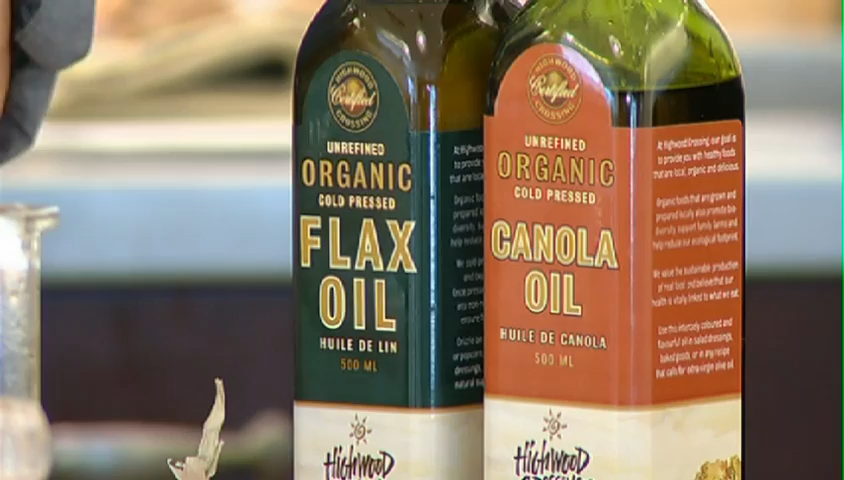 HIGHWOOD
Certified
CROSSING
UNREFINED
ORGANIC
COLD PRESSED
FLAX
OIL
HUILE DE LIN
500 ML
Highwood
HIGHWOOD
Certified
CROSSING
UNREFINED
ORGANIC
COLD PRESSED
CANOLA
OIL
HUILE DE CANOLA
500 ML
Highwood
At Highwood Crossing, our goal is
to provide you with healthy foods
that are local, organic and delicious.
Organic foods that are grown and
prepared locally also promote bio-
diversity, support family farms and
help reduce our ecological footprint.
We value the sustainable production
of real food and believe that our
health is vitally linked to what we eat.
Use this intensely coloured and
flavourful oil in salad dressings,
baked goods, or in any recipe
that calls for extra virgin olive oil.